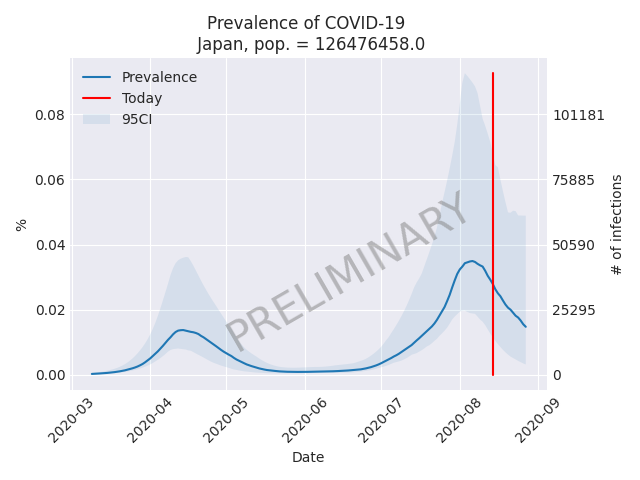 Prevalence of COVID-19
Japan, pop. = 126476458.0
Prevalence
Today
95CI
PRELIMINARY
0.08
0.06
0.04
0.02
0.00
%
101181
75885
50590
25295
0
# of infections
2020-03
2020-04
2020-05
2020-06
2020-07
2020-08
2020-09
Date